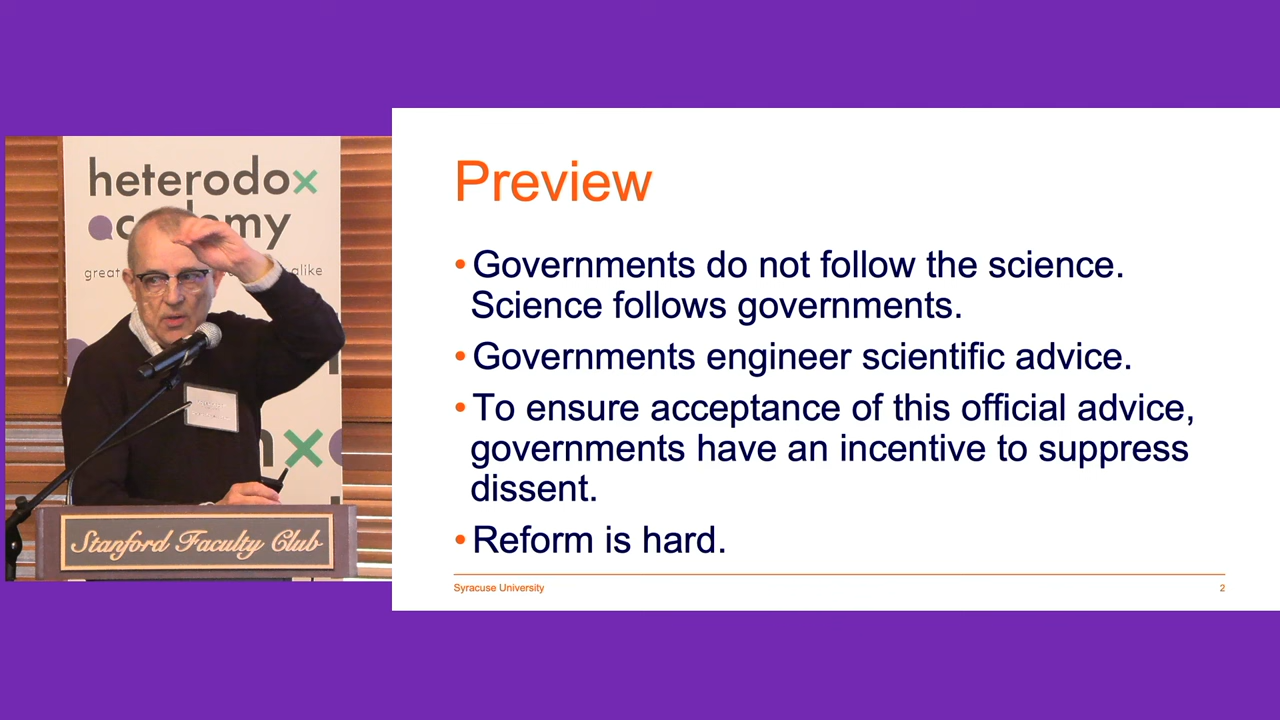 heterodox
academy
alike
Stanford Faculty Club
Preview
•Governments do not follow the science.
Science follows governments.
•Governments engineer scientific advice.
•To ensure acceptance of this official advice,
governments have an incentive to suppress
dissent.
•Reform is hard.
Syracuse University
2